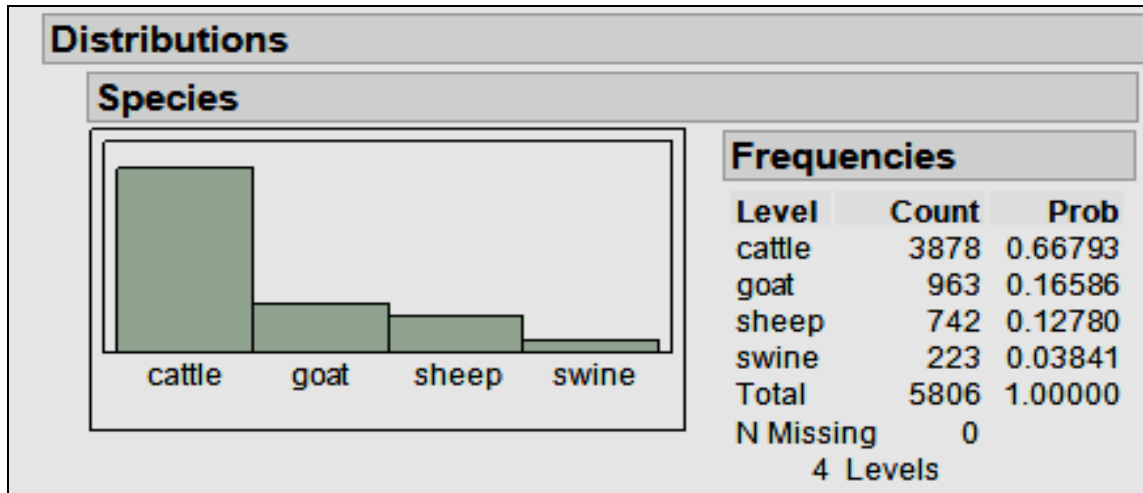 Distributions
Species
cattle goat sheep swine
Frequencies
Level Count Prob
cattle 3878 0.66793
goat 963 0.16586
sheep 742 0.12780
swine 223 0.03841
Total 5806 1.00000
N Missing 0
4 Levels